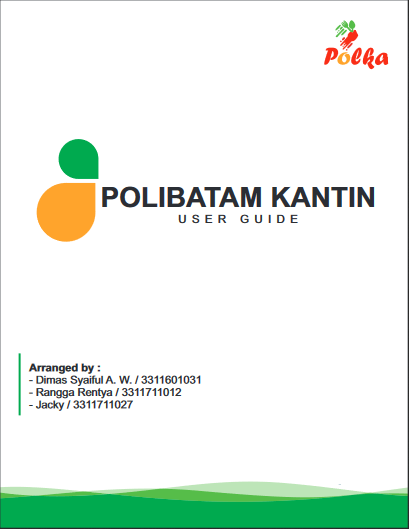 Polka
POLIBATAM KANTIN
USER GUIDE
Arranged by :
- Dimas Syaiful A. W. / 3311601031
- Rangga Rentya / 3311711012
- Jacky / 3311711027